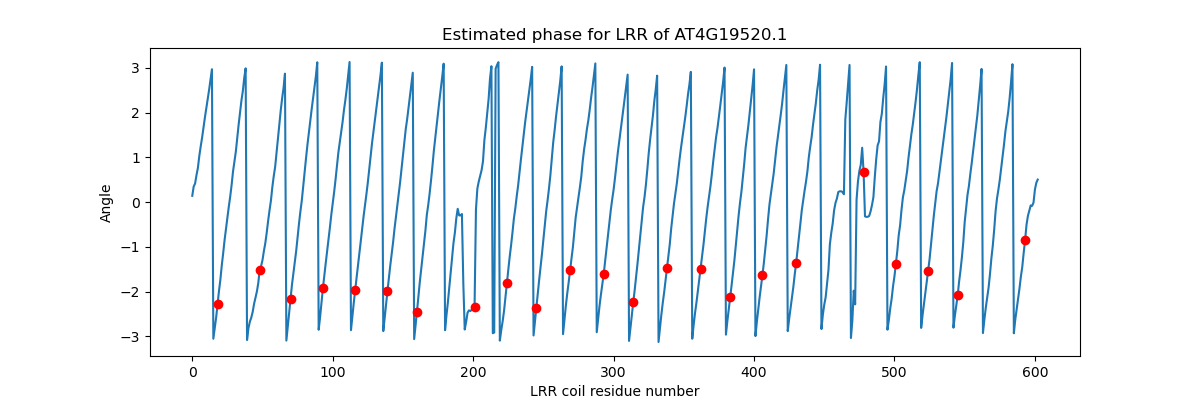 Estimated phase for LRR of AT4G19520.1
3
2
1
0
−1
−2
−3
Angle
0 100 200 300 400 500 600
LRR coil residue number